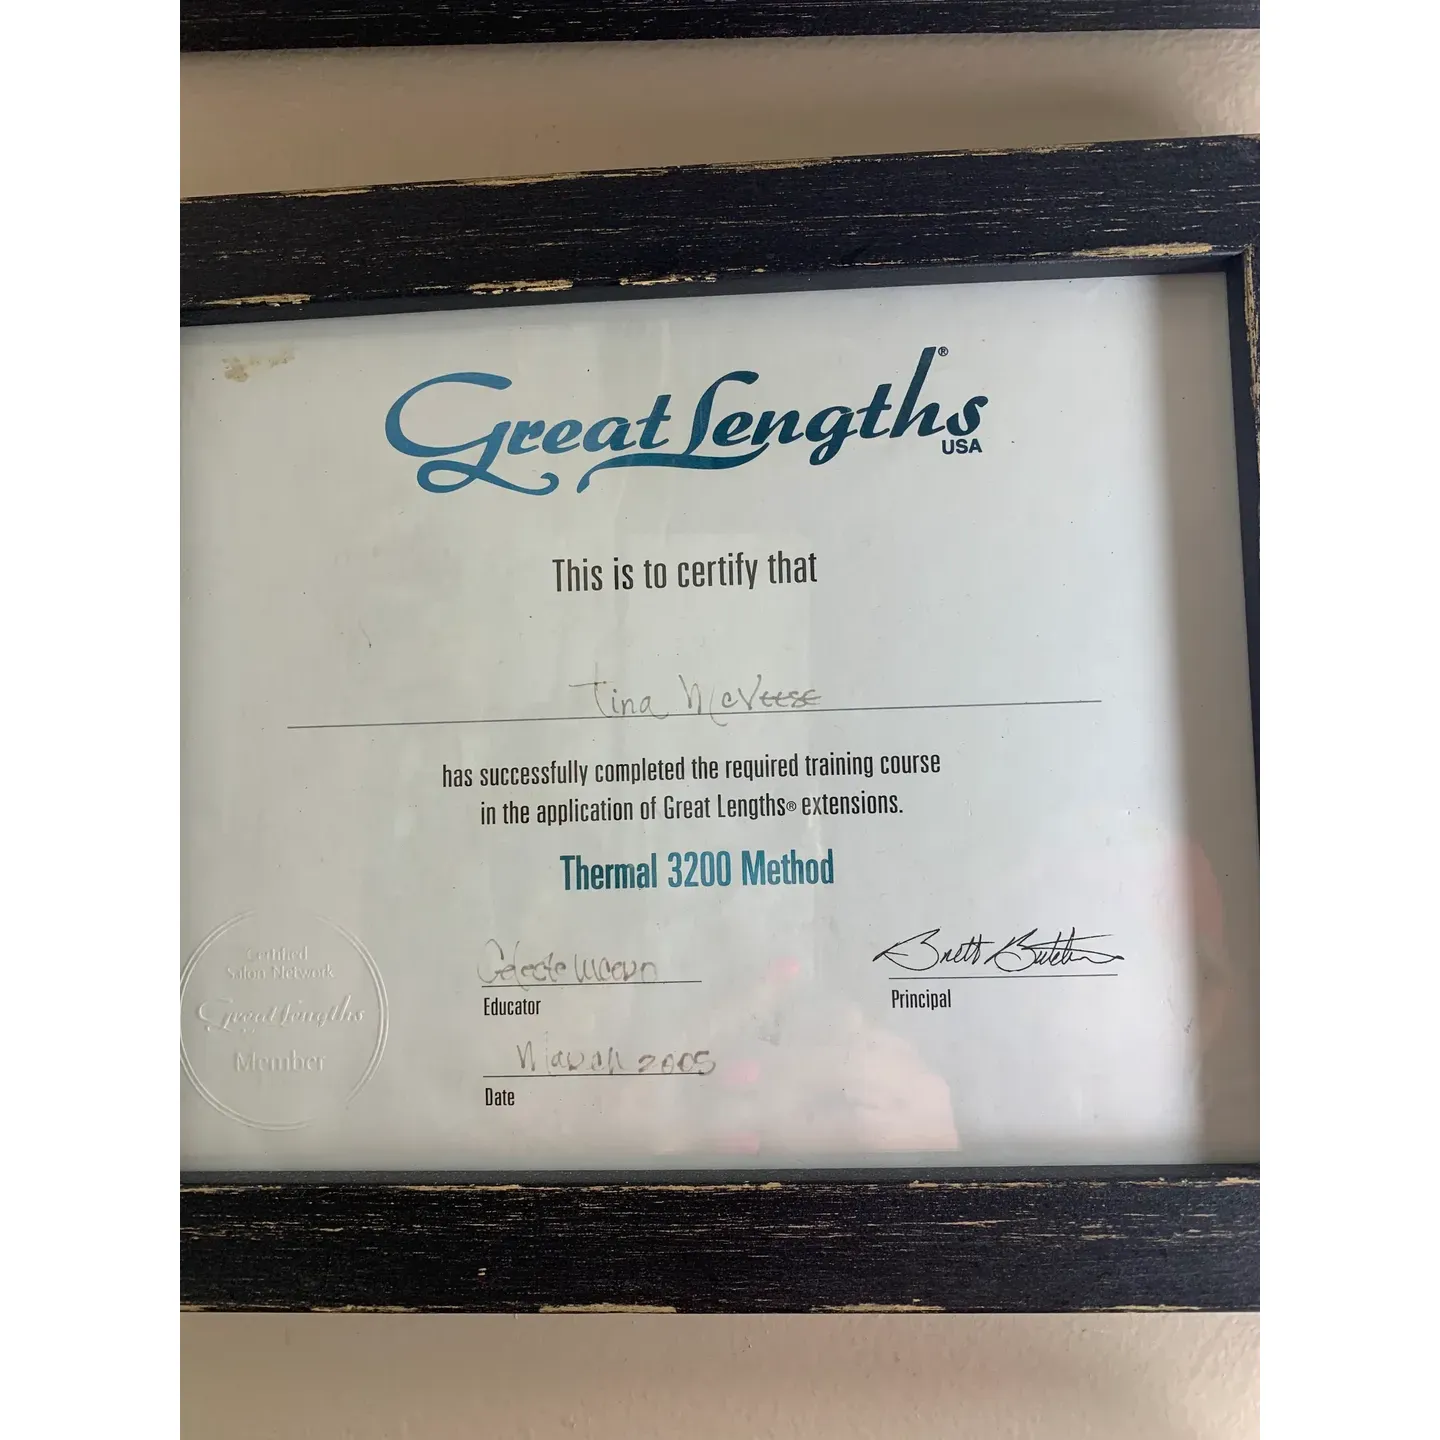 Great Lengths®
USA
This is to certify that
Tina McVeese
has successfully completed the required training course
in the application of Great Lengths® extensions.
Thermal 3200 Method
Certified
Salon Network
Great Lengths
Member
Celeste
Educator
Brett
Principal
March 2005
Date